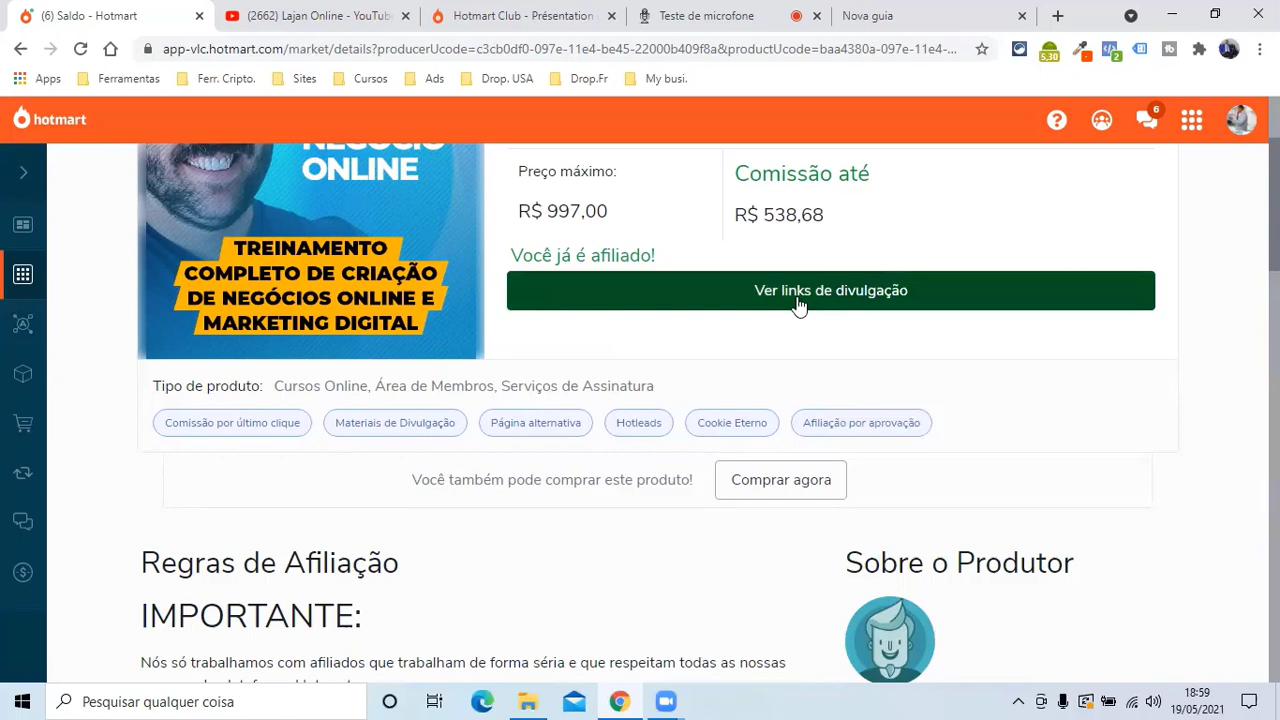 (6) Saldo - Hotmart
(2662) Lajan Online - YouTube
Hotmart Club - Présentation
Teste de microfone
Nova guia
app-vlc.hotmart.com/market/details?producerUcode=c3cb0df0-097e-11e4-be45-22000b409f8a&productUcode=baa4380a-097e-11e4-...
5,30
2
Apps
Ferramentas
Ferr. Cripto.
Sites
Cursos
Ads
Drop. USA
Drop.Fr
My busi.
hotmart
6
NEGÓCIO
ONLINE
TREINAMENTO
COMPLETO DE CRIAÇÃO
DE NEGÓCIOS ONLINE E
MARKETING DIGITAL
Preço máximo:
R$ 997,00
Comissão até
R$ 538,68
Você já é afiliado!
Ver links de divulgação
Tipo de produto: Cursos Online, Área de Membros, Serviços de Assinatura
Comissão por último clique
Materiais de Divulgação
Página alternativa
Hotleads
Cookie Eterno
Afiliação por aprovação
Você também pode comprar este produto!
Comprar agora
Regras de Afiliação
Sobre o Produtor
IMPORTANTE:
Nós só trabalhamos com afiliados que trabalham de forma séria e que respeitam todas as nossas
Pesquisar qualquer coisa
18:59
19/05/2021